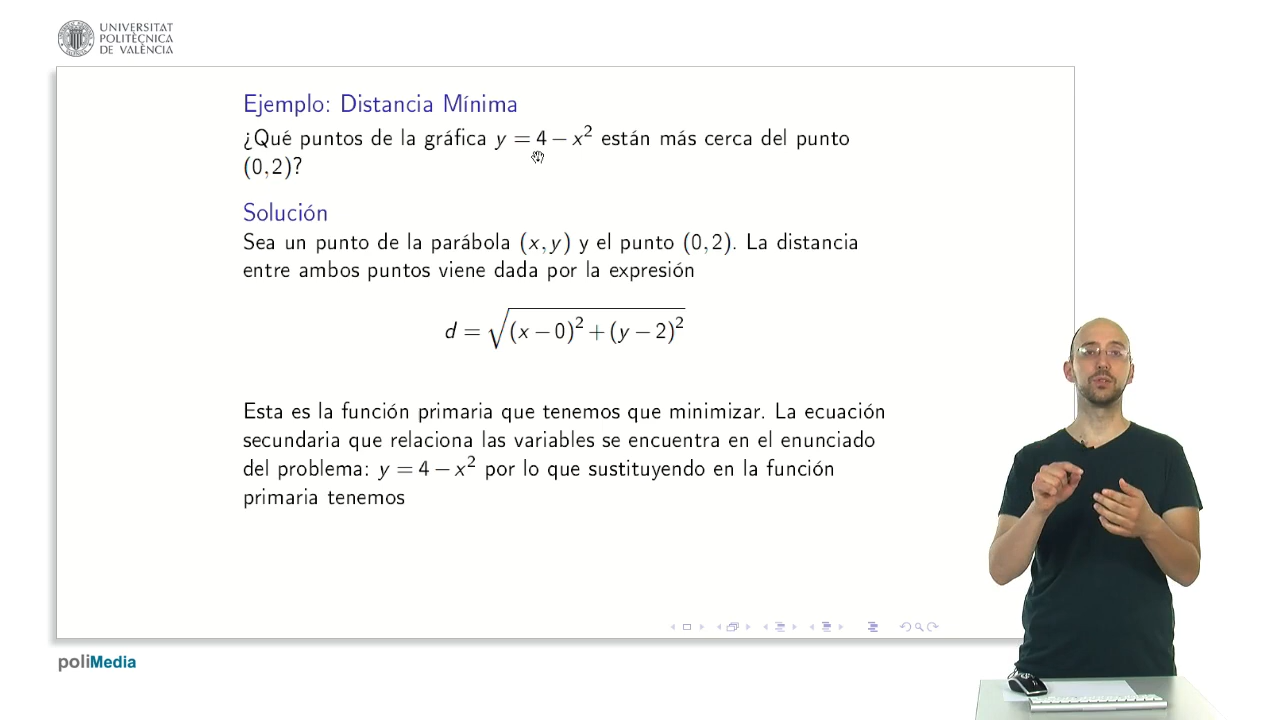 UNIVERSITAT
POLITÈCNICA
DE VALÈNCIA
Ejemplo: Distancia Mínima
¿Qué puntos de la gráfica y = 4 − x² están más cerca del punto
(0,2)?
Solución
Sea un punto de la parábola (x,y) y el punto (0,2). La distancia
entre ambos puntos viene dada por la expresión
d = √((x − 0)² + (y − 2)²)
Esta es la función primaria que tenemos que minimizar. La ecuación
secundaria que relaciona las variables se encuentra en el enunciado
del problema: y = 4 − x² por lo que sustituyendo en la función
primaria tenemos
poliMedia